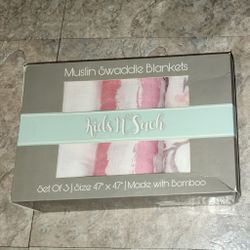 Muslin Swaddle Blankets
Kids N Such
Set Of 3 | Size 47" x 47" | Made with Bamboo